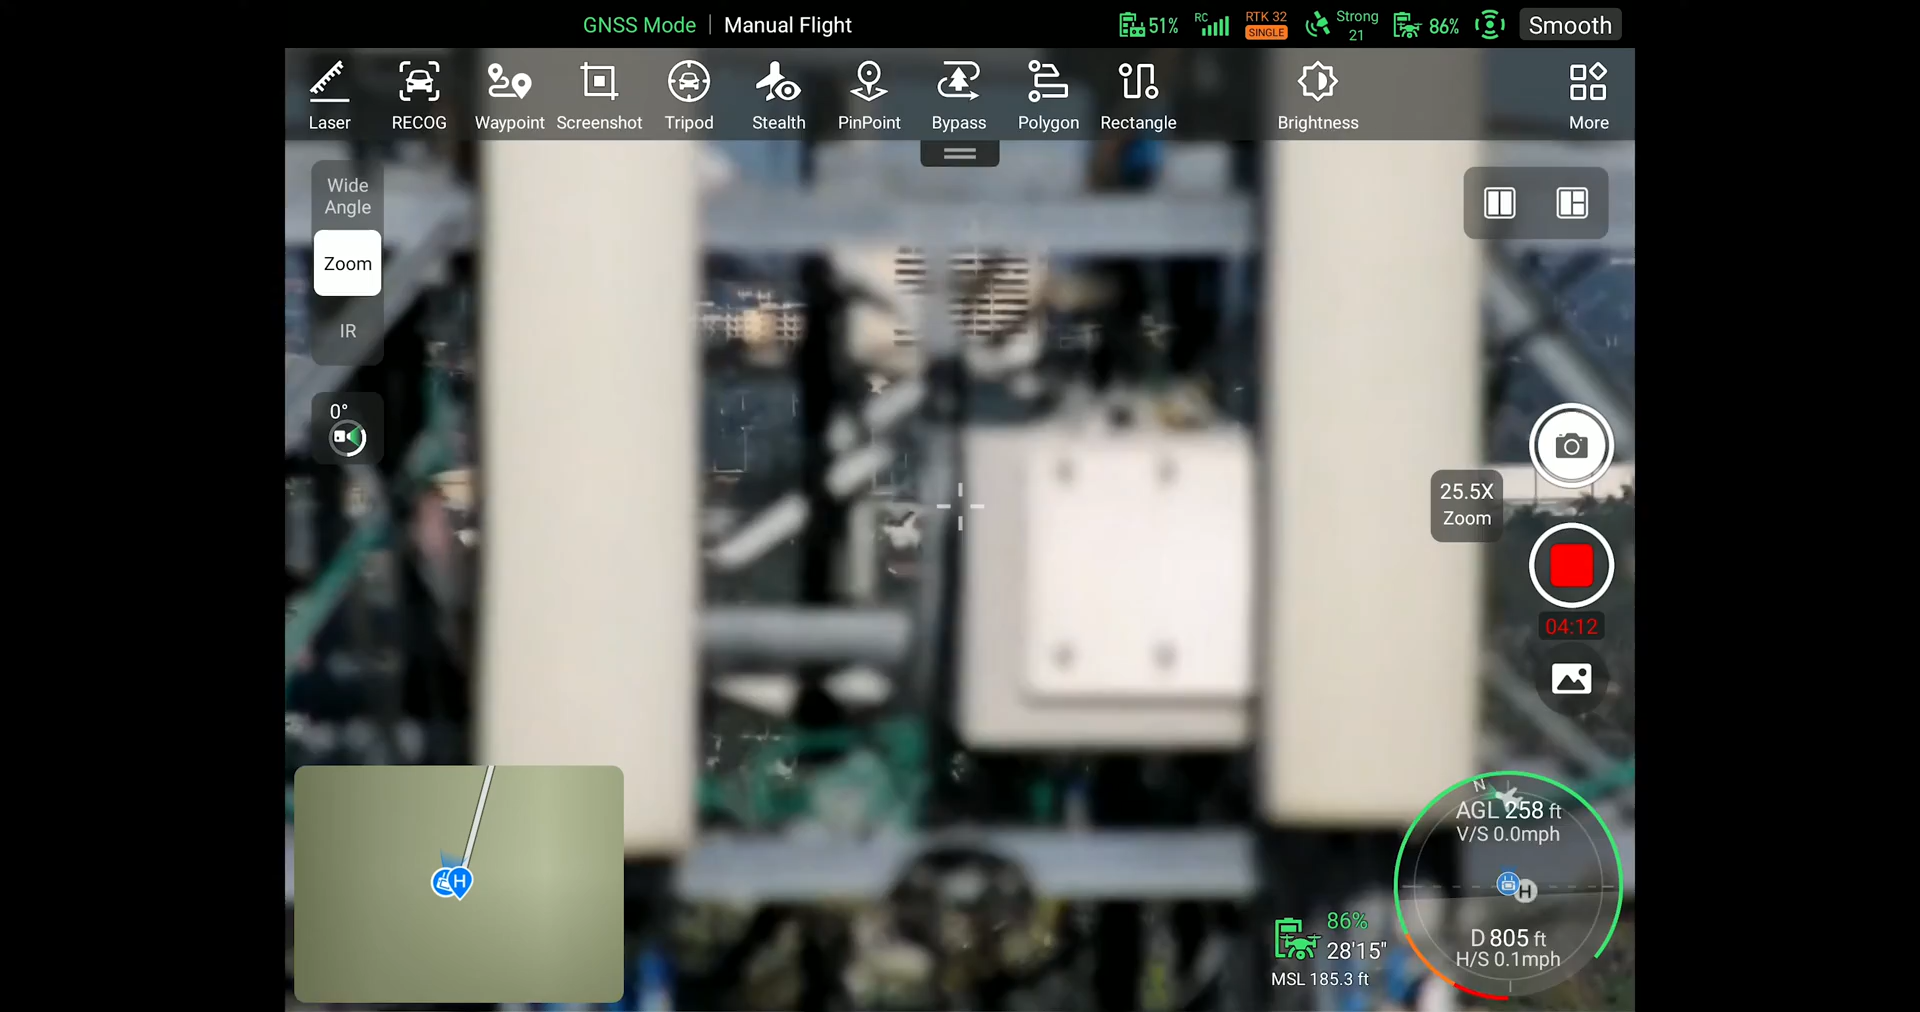 GNSS Mode | Manual Flight
51%
RC
RTK 32
SINGLE
Strong
21
86%
Smooth
Laser
RECOG
Waypoint
Screenshot
Tripod
Stealth
PinPoint
Bypass
Polygon
Rectangle
Brightness
More
Wide
Angle
Zoom
IR
0°
25.5X
Zoom
04:12
N
AGL 258 ft
V/S 0.0mph
H
H
D 805 ft
H/S 0.1mph
86%
28'15"
MSL 185.3 ft